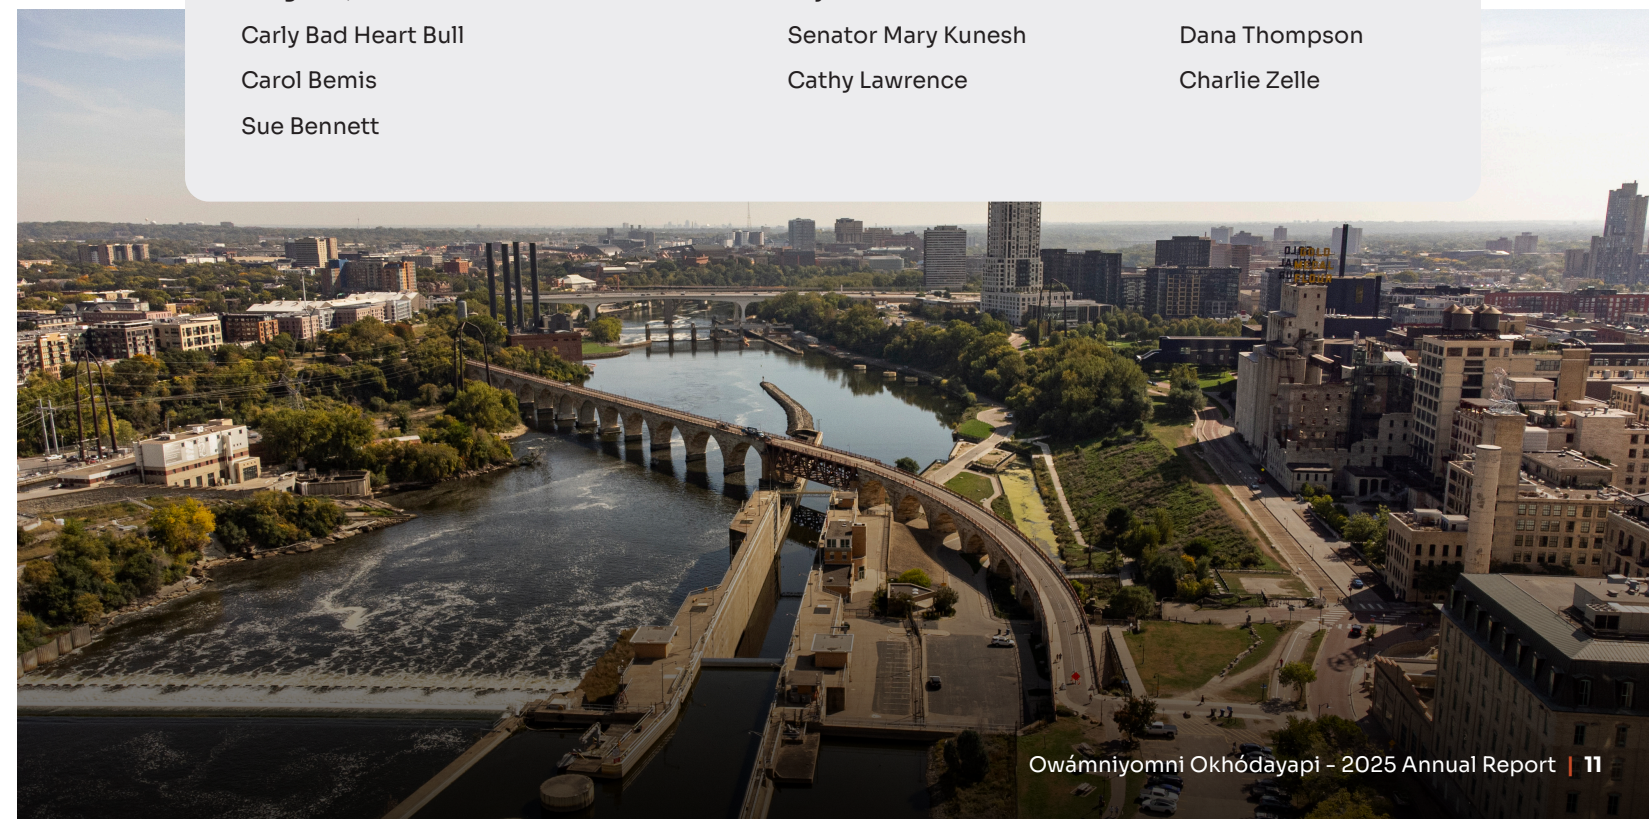 Carly Bad Heart Bull
Carol Bemis
Sue Bennett
Senator Mary Kunesh
Cathy Lawrence
Dana Thompson
Charlie Zelle
Owámniyomni Okhódayapi - 2025 Annual Report | 11